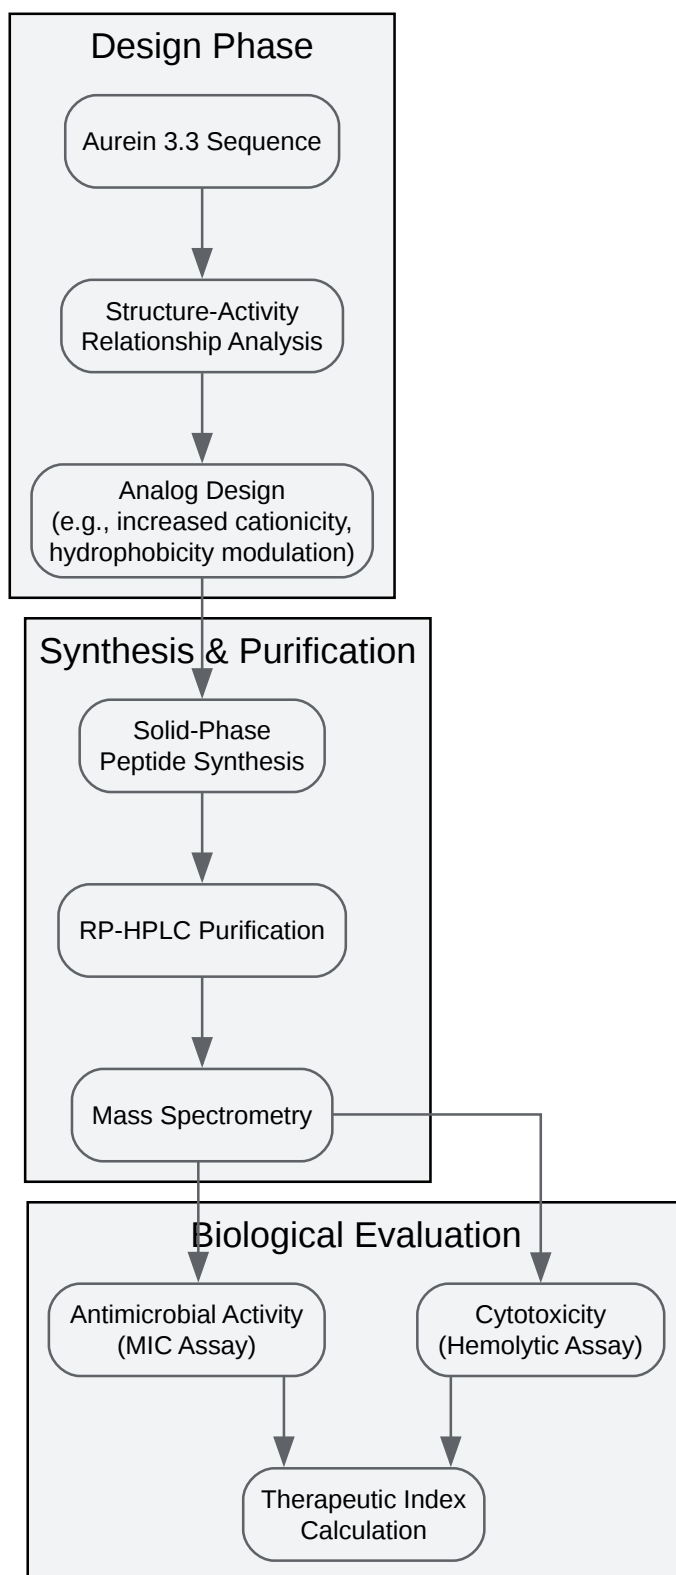 Design Phase
Aurein 3.3 Sequence
Structure-Activity
Relationship Analysis
Analog Design
(e.g., increased cationicity,
hydrophobicity modulation)
Synthesis & Purification
Solid-Phase
Peptide Synthesis
RP-HPLC Purification
Mass Spectrometry
Biological Evaluation
Antimicrobial Activity
(MIC Assay)
Cytotoxicity
(Hemolytic Assay)
Therapeutic Index
Calculation